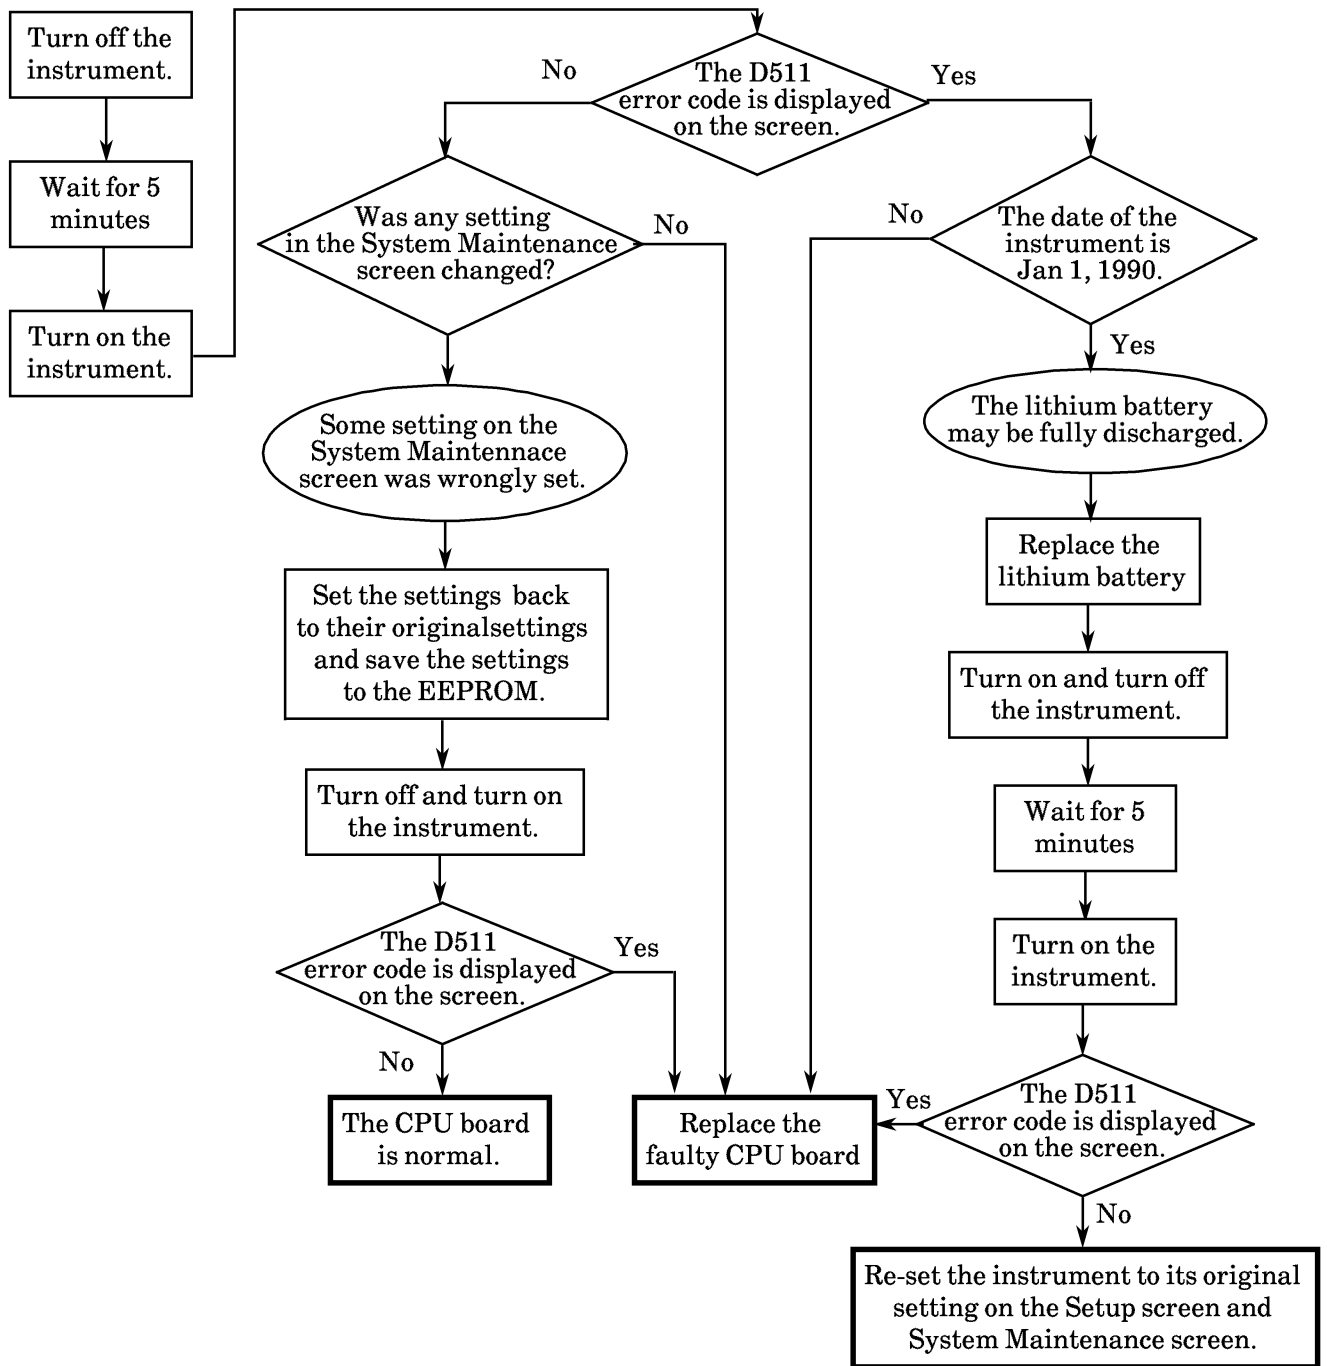 Turn off the
instrument.
Wait for 5
minutes
Turn on the
instrument.
The D511
error code is displayed
on the screen.
No
Yes
Was any setting
in the System Maintenance
screen changed?
No
Some setting on the
System Maintennace
screen was wrongly set.
Set the settings back
to their originalsettings
and save the settings
to the EEPROM.
Turn off and turn on
the instrument.
The D511
error code is displayed
on the screen.
Yes
No
The CPU board
is normal.
Replace the
faulty CPU board
The date of the
instrument is
Jan 1, 1990.
No
Yes
The lithium battery
may be fully discharged.
Replace the
lithium battery
Turn on and turn off
the instrument.
Wait for 5
minutes
Turn on the
instrument.
The D511
error code is displayed
on the screen.
Yes
No
Re-set the instrument to its original
setting on the Setup screen and
System Maintenance screen.